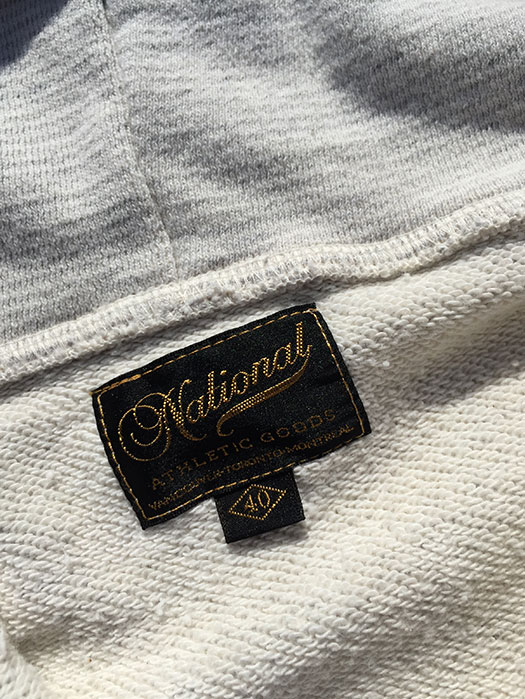 National
ATHLETIC GOODS
VANCOUVER·TORONTO·MONTREAL
40